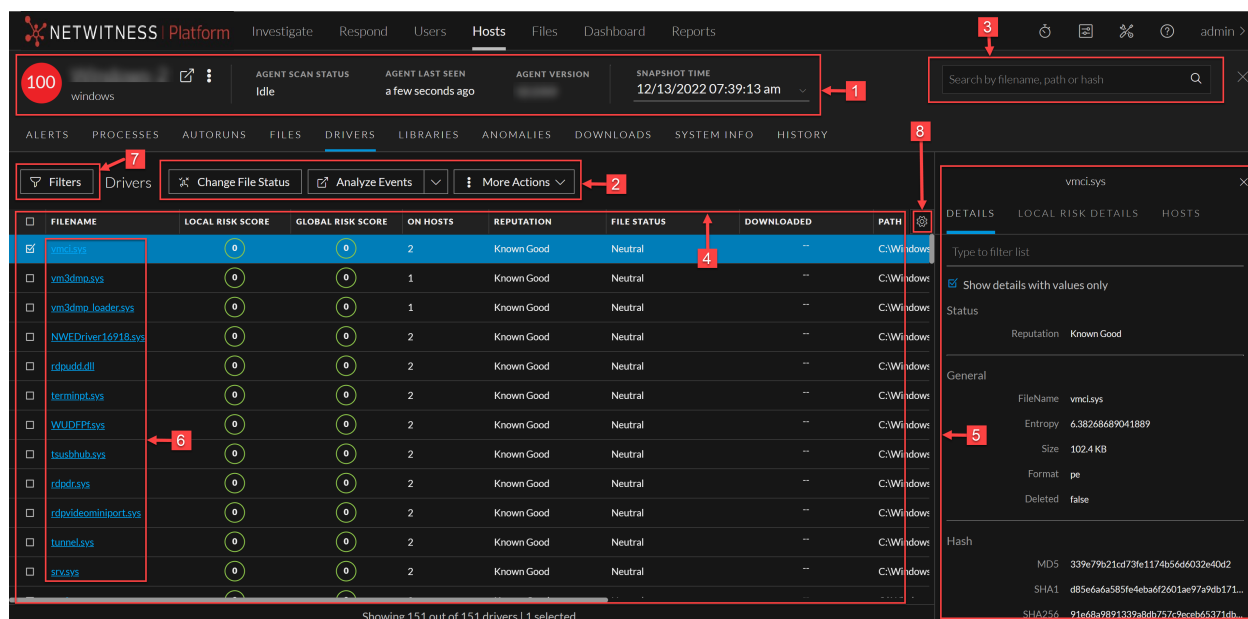 NETWITNESS Platform Investigate Respond Users Hosts Files Dashboard Reports 3 admin >
100 AGENT SCAN STATUS AGENT LAST SEEN AGENT VERSION SNAPSHOT TIME
windows Idle a few seconds ago 12/13/2022 07:39:13 am 1 Search by filename, path or hash
ALERTS PROCESSES AUTORUNS FILES DRIVERS LIBRARIES ANOMALIES DOWNLOADS SYSTEM INFO HISTORY 8
7
Filters Drivers Change File Status Analyze Events More Actions 2
FILENAME LOCAL RISK SCORE GLOBAL RISK SCORE ON HOSTS REPUTATION FILE STATUS DOWNLOADED PATH
vmci.sys 0 0 2 Known Good Neutral -- C:\Windows
4
vm3dmp.sys 0 0 1 Known Good Neutral -- C:\Windows
vm3dmp_loader.sys 0 0 1 Known Good Neutral -- C:\Windows
NWEDriver16918.sys 0 0 2 Known Good Neutral -- C:\Windows
rdpudd.dll 0 0 2 Known Good Neutral -- C:\Windows
terminpt.sys 0 0 2 Known Good Neutral -- C:\Windows
WUDFPf.sys 0 0 2 Known Good Neutral -- C:\Windows
6
tsusbhub.sys 0 0 2 Known Good Neutral -- C:\Windows
rdpdr.sys 0 0 2 Known Good Neutral -- C:\Windows
rdpvideominiport.sys 0 0 2 Known Good Neutral -- C:\Windows
tunnel.sys 0 0 2 Known Good Neutral -- C:\Windows
srv.sys 0 0 2 Known Good Neutral -- C:\Windows
Showing 151 out of 151 drivers | 1 selected
vmci.sys
DETAILS LOCAL RISK DETAILS HOSTS
Type to filter list
Show details with values only
Status
Reputation Known Good
General
FileName vmci.sys
Entropy 6.38268689041889
5
Size 102.4 KB
Format pe
Deleted false
Hash
MD5 339e79b21cd73fe1174b56d6032e40d2
SHA1 d85e6a6a585fe4eba6f2601ae97a9db171...
SHA256 91e68a9891339a8db757c9eceb65371db...